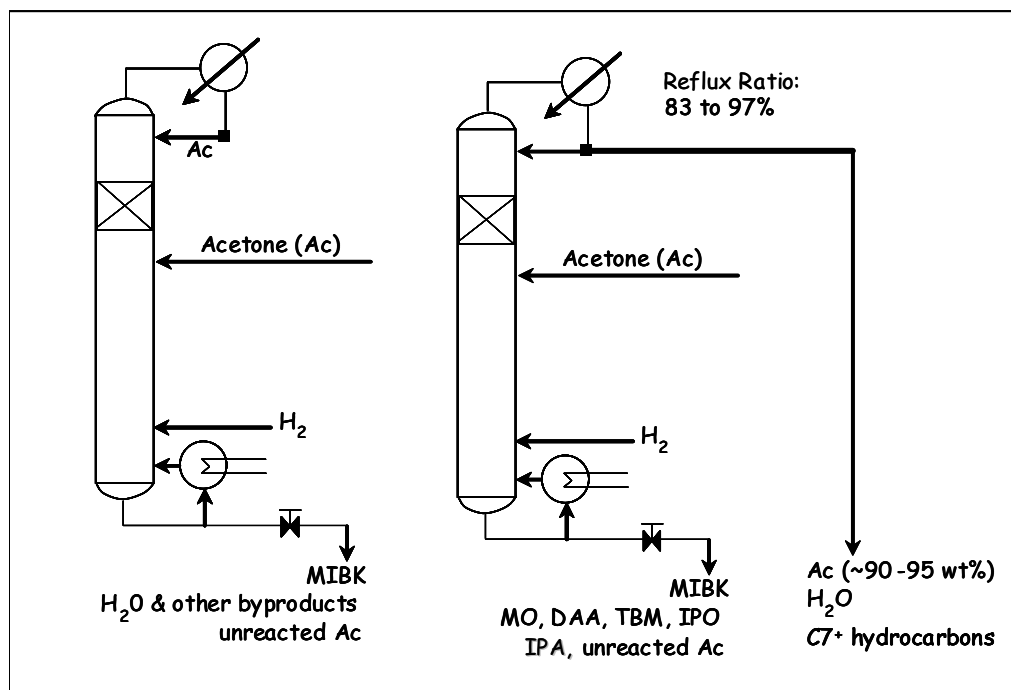 Ac
Acetone (Ac)
H2
MIBK
H20 & other byproducts
unreacted Ac
Reflux Ratio:
83 to 97%
Acetone (Ac)
H2
MIBK
MO, DAA, TBM, IPO
IPA, unreacted Ac
Ac (~90-95 wt%)
H2O
C7+ hydrocarbons